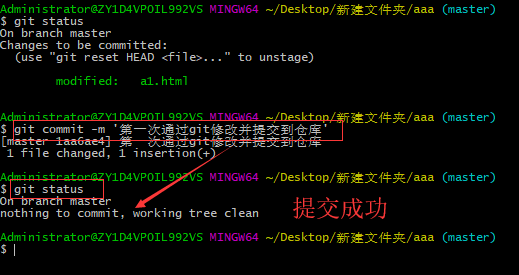 Administrator@ZY1D4VPOIL992VS MINGW64 ~/Desktop/新建文件夹/aaa (master)
$ git status
On branch master
Changes to be committed:
(use "git reset HEAD <file>..." to unstage)
modified: a1.html
Administrator@ZY1D4VPOIL992VS MINGW64 ~/Desktop/新建文件夹/aaa (master)
$ git commit -m '第一次通过git修改并提交到仓库'
[master 1aa6ae4] 第一次通过git修改并提交到仓库
1 file changed, 1 insertion(+)
Administrator@ZY1D4VPOIL992VS MINGW64 ~/Desktop/新建文件夹/aaa (master)
$ git status
On branch master
nothing to commit, working tree clean
提交成功
Administrator@ZY1D4VPOIL992VS MINGW64 ~/Desktop/新建文件夹/aaa (master)
$